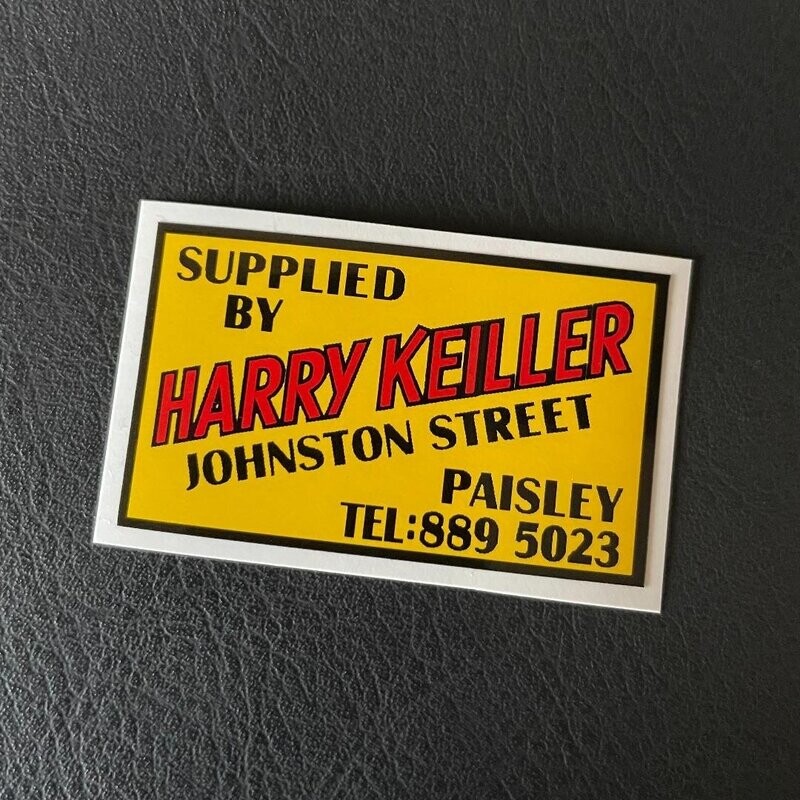 SUPPLIED
BY
HARRY KEILLER
JOHNSTON STREET
PAISLEY
TEL:889 5023